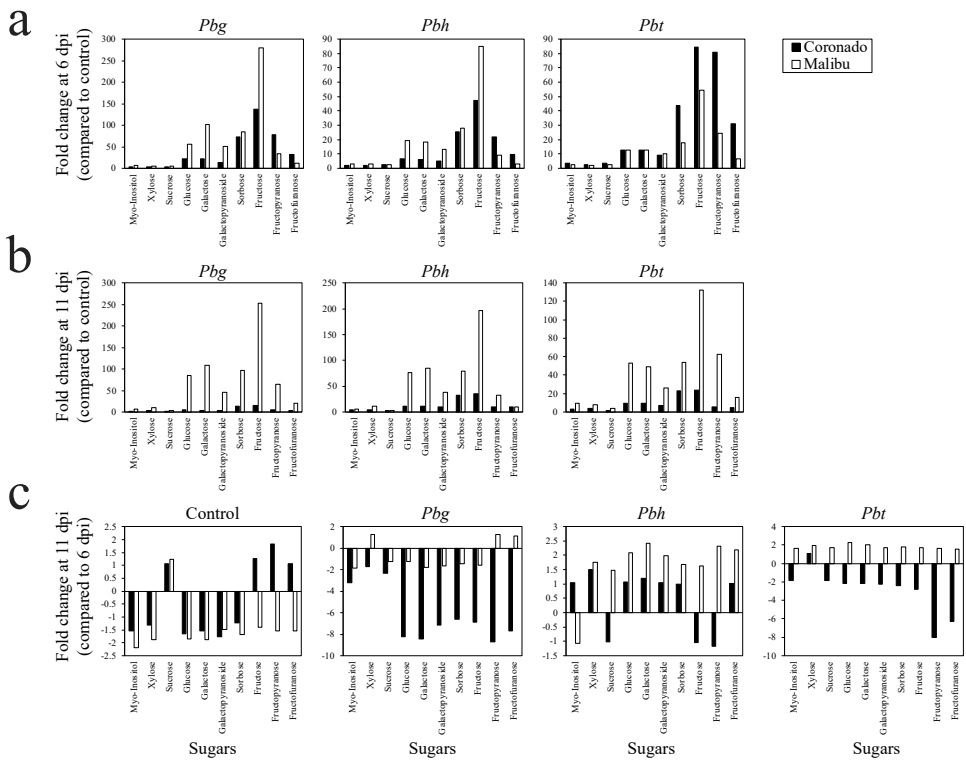 a
Pbg
Fold change at 6 dpi
(compared to control)
300
250
200
150
100
50
0
Myo-Inositol
Xylose
Sucrose
Glucose
Galactose
Galactopyranoside
Sorbose
Fructose
Fructopyranose
Pbh
90
80
70
60
50
40
30
20
10
0
Myo-Inositol
Xylose
Sucrose
Glucose
Galactose
Galactopyranoside
Sorbose
Fructose
Fructopyranose
Pbt
90
80
70
60
50
40
30
20
10
0
Myo-Inositol
Xylose
Sucrose
Glucose
Galactose
Galactopyranoside
Sorbose
Fructose
Fructopyranose
Coronado
Malibu
b
Pbg
Fold change at 11 dpi
(compared to control)
300
250
200
150
100
50
0
Myo-Inositol
Xylose
Sucrose
Glucose
Galactose
Galactopyranoside
Sorbose
Fructose
Fructopyranose
Fructofuranose
Pbh
250
200
150
100
50
0
Myo-Inositol
Xylose
Sucrose
Glucose
Galactose
Galactopyranoside
Sorbose
Fructose
Fructopyranose
Fructofuranose
Pbt
140
120
100
80
60
40
20
0
Myo-Inositol
Xylose
Sucrose
Glucose
Galactose
Galactopyranoside
Sorbose
Fructose
Fructopyranose
Fructofuranose
c
Control
Fold change at 11 dpi
(compared to 6 dpi)
2.5
2
1.5
1
0.5
0
-0.5
-1
-1.5
-2
-2.5
Myo-Inositol
Xylose
Sucrose
Glucose
Galactose
Galactopyranoside
Sorbose
Fructose
Fructopyranose
Fructofuranose
Sugars
Pbg
2
0
-2
-4
-6
-8
-10
Myo-Inositol
Xylose
Sucrose
Glucose
Galactose
Galactopyranoside
Sorbose
Fructose
Fructopyranose
Fructofuranose
Sugars
Pbh
3
2.5
2
1.5
1
0.5
0
-0.5
-1
-1.5
Myo-Inositol
Xylose
Sucrose
Glucose
Galactose
Galactopyranoside
Sorbose
Fructose
Fructopyranose
Fructofuranose
Sugars
Pbt
4
2
0
-2
-4
-6
-8
-10
Myo-Inositol
Xylose
Sucrose
Glucose
Galactose
Galactopyranoside
Sorbose
Fructose
Fructopyranose
Fructofuranose
Sugars